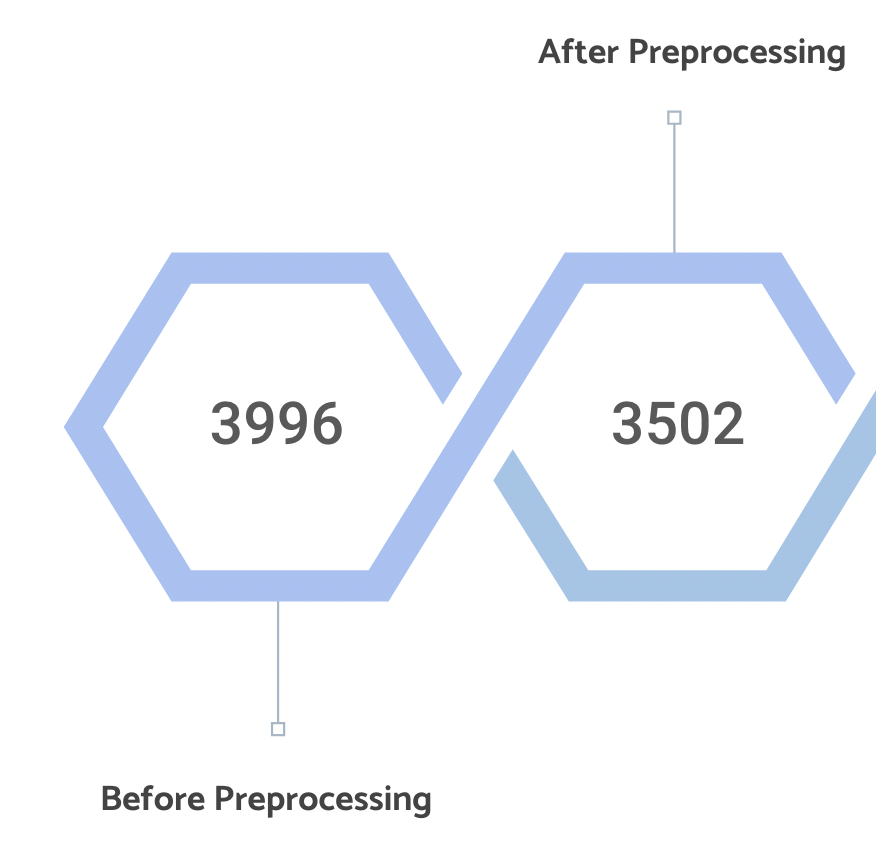 After Preprocessing
3996
3502
Before Preprocessing